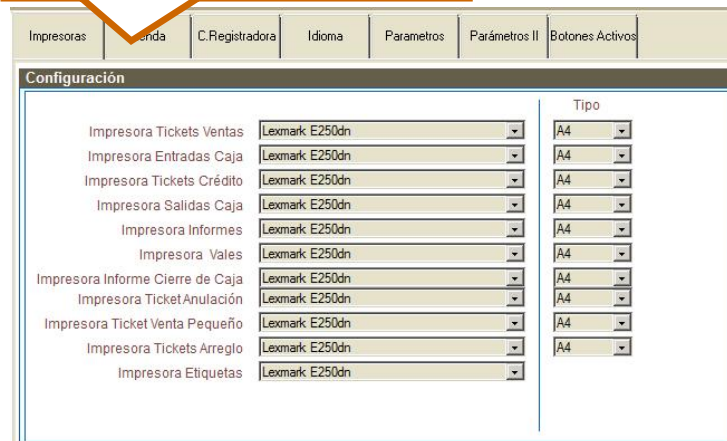 Impresoras enda C.Registradora Idioma Parametros Parámetros II Botones Activos
Configuración
Tipo
Impresora Tickets Ventas Lexmark E250dn A4
Impresora Entradas Caja Lexmark E250dn A4
Impresora Tickets Crédito Lexmark E250dn A4
Impresora Salidas Caja Lexmark E250dn A4
Impresora Informes Lexmark E250dn A4
Impresora Vales Lexmark E250dn A4
Impresora Informe Cierre de Caja Lexmark E250dn A4
Impresora Ticket Anulación Lexmark E250dn A4
Impresora Ticket Venta Pequeño Lexmark E250dn A4
Impresora Tickets Arreglo Lexmark E250dn A4
Impresora Etiquetas Lexmark E250dn